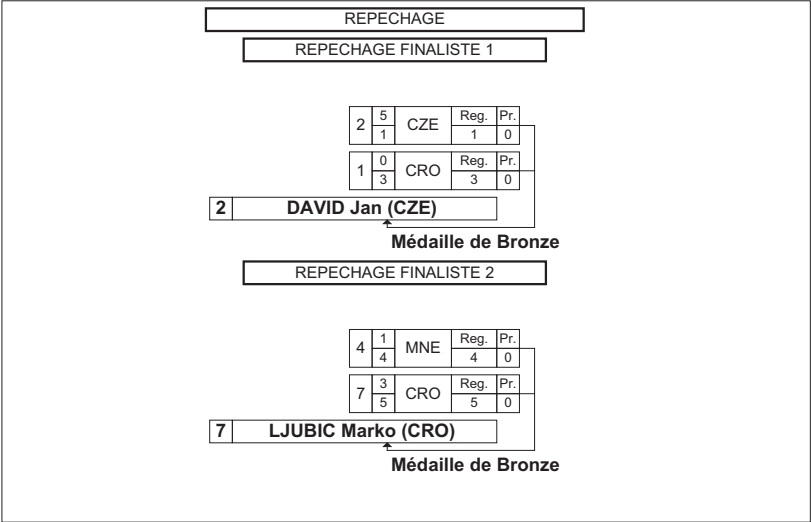 REPECHAGE
REPECHAGE FINALISTE 1
2 5 CZE Reg. Pr.
1 1 0
1 0 CRO Reg. Pr.
3 3 0
2 DAVID Jan (CZE)
Médaille de Bronze
REPECHAGE FINALISTE 2
4 1 MNE Reg. Pr.
4 4 0
7 3 CRO Reg. Pr.
5 5 0
7 LJUBIC Marko (CRO)
Médaille de Bronze